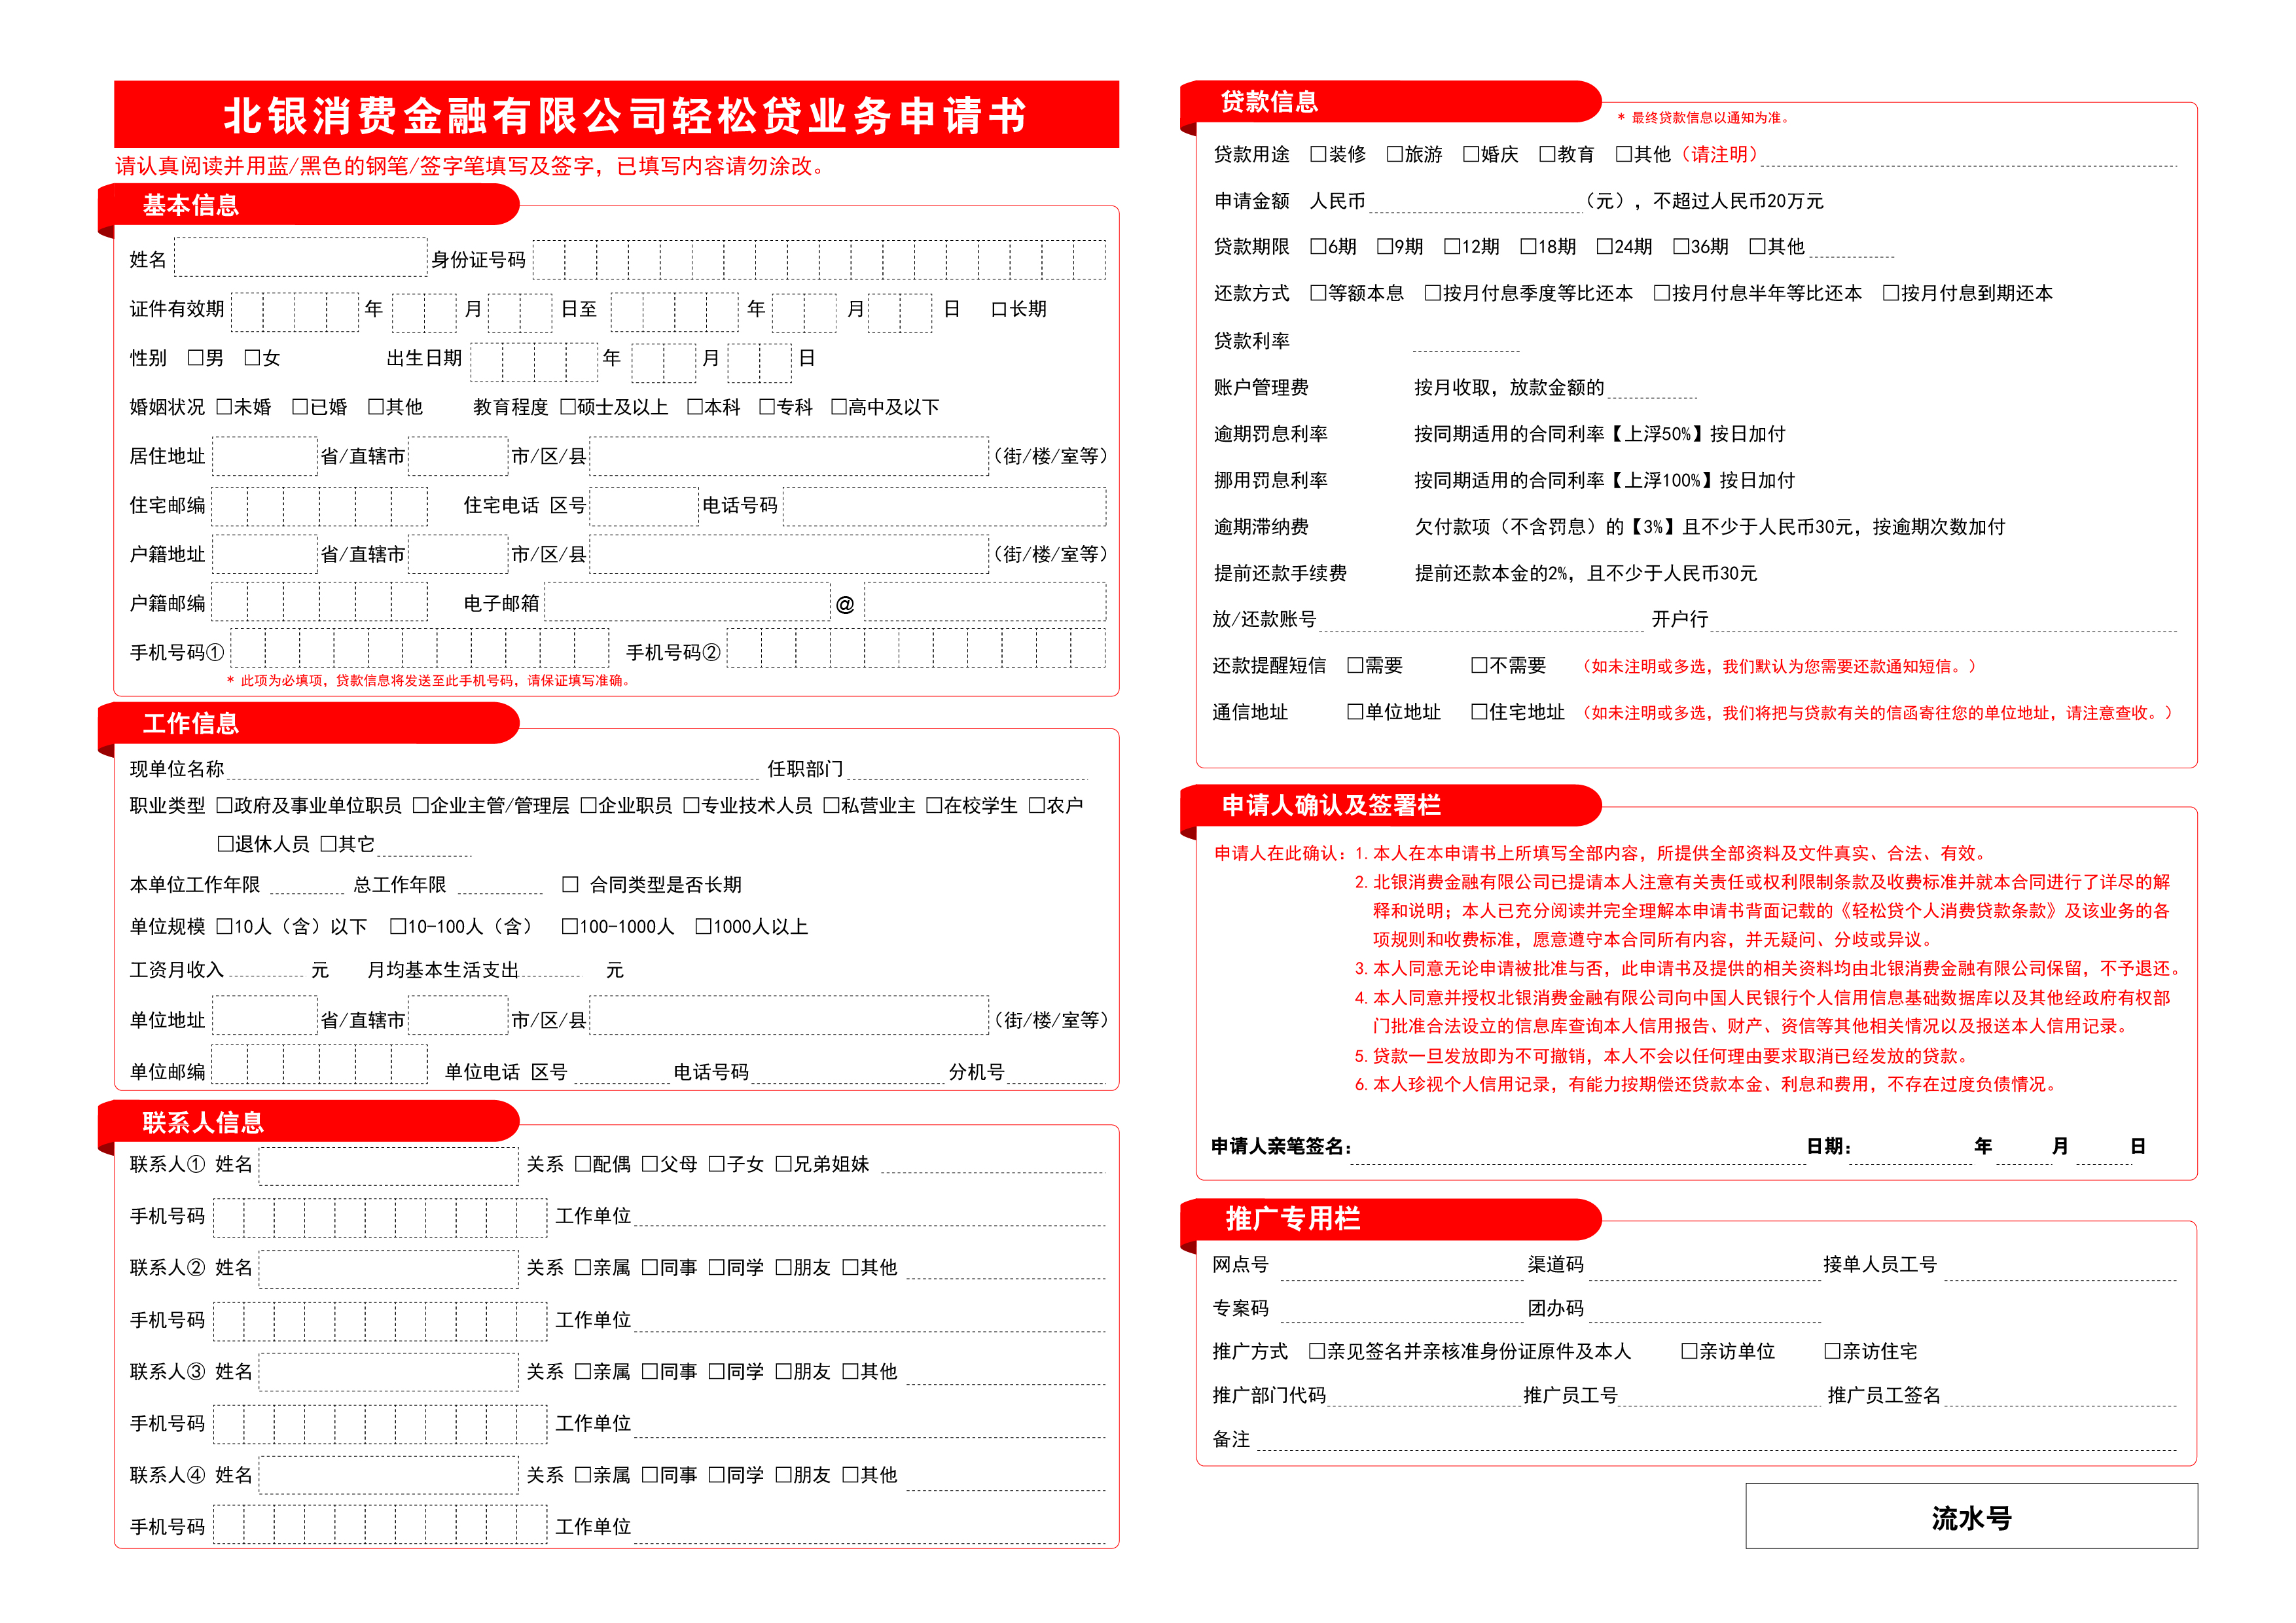 北银消费金融有限公司轻松贷业务申请书
请认真阅读并用蓝/黑色的钢笔/签字笔填写及签字，已填写内容请勿涂改。
基本信息
姓名 身份证号码
证件有效期 年 月 日至 年 月 日 口长期
性别 □男 □女 出生日期 年 月 日
婚姻状况 □未婚 □已婚 □其他 教育程度 □硕士及以上 □本科 □专科 □高中及以下
居住地址 省/直辖市 市/区/县 （街/楼/室等）
住宅邮编 住宅电话 区号 电话号码
户籍地址 省/直辖市 市/区/县 （街/楼/室等）
户籍邮编 电子邮箱 @
手机号码① 手机号码②
* 此项为必填项，贷款信息将发送至此手机号码，请保证填写准确。
工作信息
现单位名称 任职部门
职业类型 □政府及事业单位职员 □企业主管/管理层 □企业职员 □专业技术人员 □私营业主 □在校学生 □农户
□退休人员 □其它
本单位工作年限 总工作年限 □ 合同类型是否长期
单位规模 □10人（含）以下 □10-100人（含） □100-1000人 □1000人以上
工资月收入 元 月均基本生活支出 元
单位地址 省/直辖市 市/区/县 （街/楼/室等）
单位邮编 单位电话 区号 电话号码 分机号
联系人信息
联系人① 姓名 关系 □配偶 □父母 □子女 □兄弟姐妹
手机号码 工作单位
联系人② 姓名 关系 □亲属 □同事 □同学 □朋友 □其他
手机号码 工作单位
联系人③ 姓名 关系 □亲属 □同事 □同学 □朋友 □其他
手机号码 工作单位
联系人④ 姓名 关系 □亲属 □同事 □同学 □朋友 □其他
手机号码 工作单位
贷款信息
* 最终贷款信息以通知为准。
贷款用途 □装修 □旅游 □婚庆 □教育 □其他（请注明）
申请金额 人民币 （元），不超过人民币20万元
贷款期限 □6期 □9期 □12期 □18期 □24期 □36期 □其他
还款方式 □等额本息 □按月付息季度等比还本 □按月付息半年等比还本 □按月付息到期还本
贷款利率
账户管理费 按月收取，放款金额的
逾期罚息利率 按同期适用的合同利率【上浮50%】按日加付
挪用罚息利率 按同期适用的合同利率【上浮100%】按日加付
逾期滞纳费 欠付款项（不含罚息）的【3%】且不少于人民币30元，按逾期次数加付
提前还款手续费 提前还款本金的2%，且不少于人民币30元
放/还款账号 开户行
还款提醒短信 □需要 □不需要 （如未注明或多选，我们默认为您需要还款通知短信。）
通信地址 □单位地址 □住宅地址 （如未注明或多选，我们将把与贷款有关的信函寄往您的单位地址，请注意查收。）
申请人确认及签署栏
申请人在此确认：1. 本人在本申请书上所填写全部内容，所提供全部资料及文件真实、合法、有效。
2. 北银消费金融有限公司已提请本人注意有关责任或权利限制条款及收费标准并就本合同进行了详尽的解
释和说明；本人已充分阅读并完全理解本申请书背面记载的《轻松贷个人消费贷款条款》及该业务的各
项规则和收费标准，愿意遵守本合同所有内容，并无疑问、分歧或异议。
3. 本人同意无论申请被批准与否，此申请书及提供的相关资料均由北银消费金融有限公司保留，不予退还。
4. 本人同意并授权北银消费金融有限公司向中国人民银行个人信用信息基础数据库以及其他经政府有权部
门批准合法设立的信息库查询本人信用报告、财产、资信等其他相关情况以及报送本人信用记录。
5. 贷款一旦发放即为不可撤销，本人不会以任何理由要求取消已经发放的贷款。
6. 本人珍视个人信用记录，有能力按期偿还贷款本金、利息和费用，不存在过度负债情况。
申请人亲笔签名： 日期： 年 月 日
推广专用栏
网点号 渠道码 接单人员工号
专案码 团办码
推广方式 □亲见签名并亲核准身份证原件及本人 □亲访单位 □亲访住宅
推广部门代码 推广员工号 推广员工签名
备注
流水号